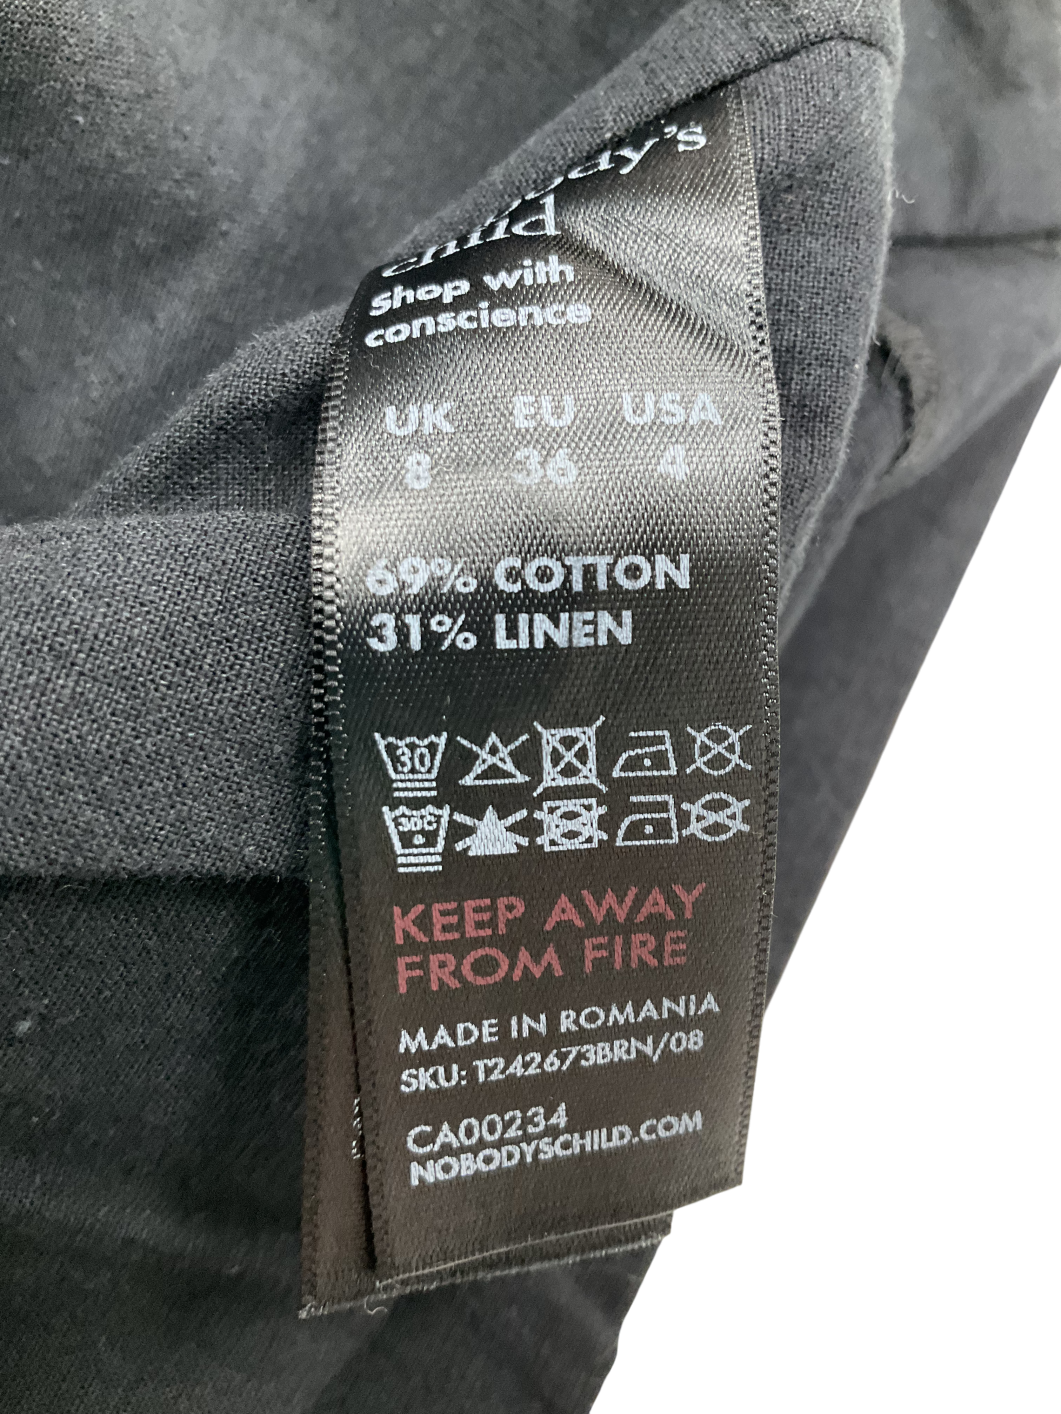 child
Shop with
conscience
UK EU USA
8 36 4
69% COTTON
31% LINEN
30
30C
KEEP AWAY
FROM FIRE
MADE IN ROMANIA
SKU: T242673BRN/08
CA00234
NOBODYSCHILD.COM